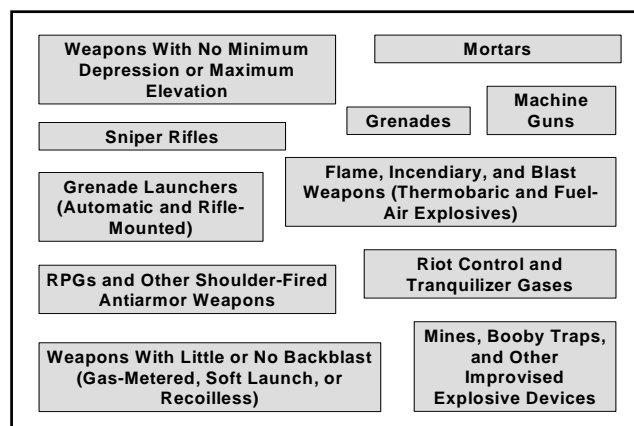 Weapons With No Minimum
Depression or Maximum
Elevation
Mortars
Machine
Guns
Grenades
Sniper Rifles
Flame, Incendiary, and Blast
Weapons (Thermobaric and Fuel-
Air Explosives)
Grenade Launchers
(Automatic and Rifle-
Mounted)
Riot Control and
Tranquilizer Gases
RPGs and Other Shoulder-Fired
Antiarmor Weapons
Mines, Booby Traps,
and Other
Improvised
Explosive Devices
Weapons With Little or No Backblast
(Gas-Metered, Soft Launch, or
Recoilless)